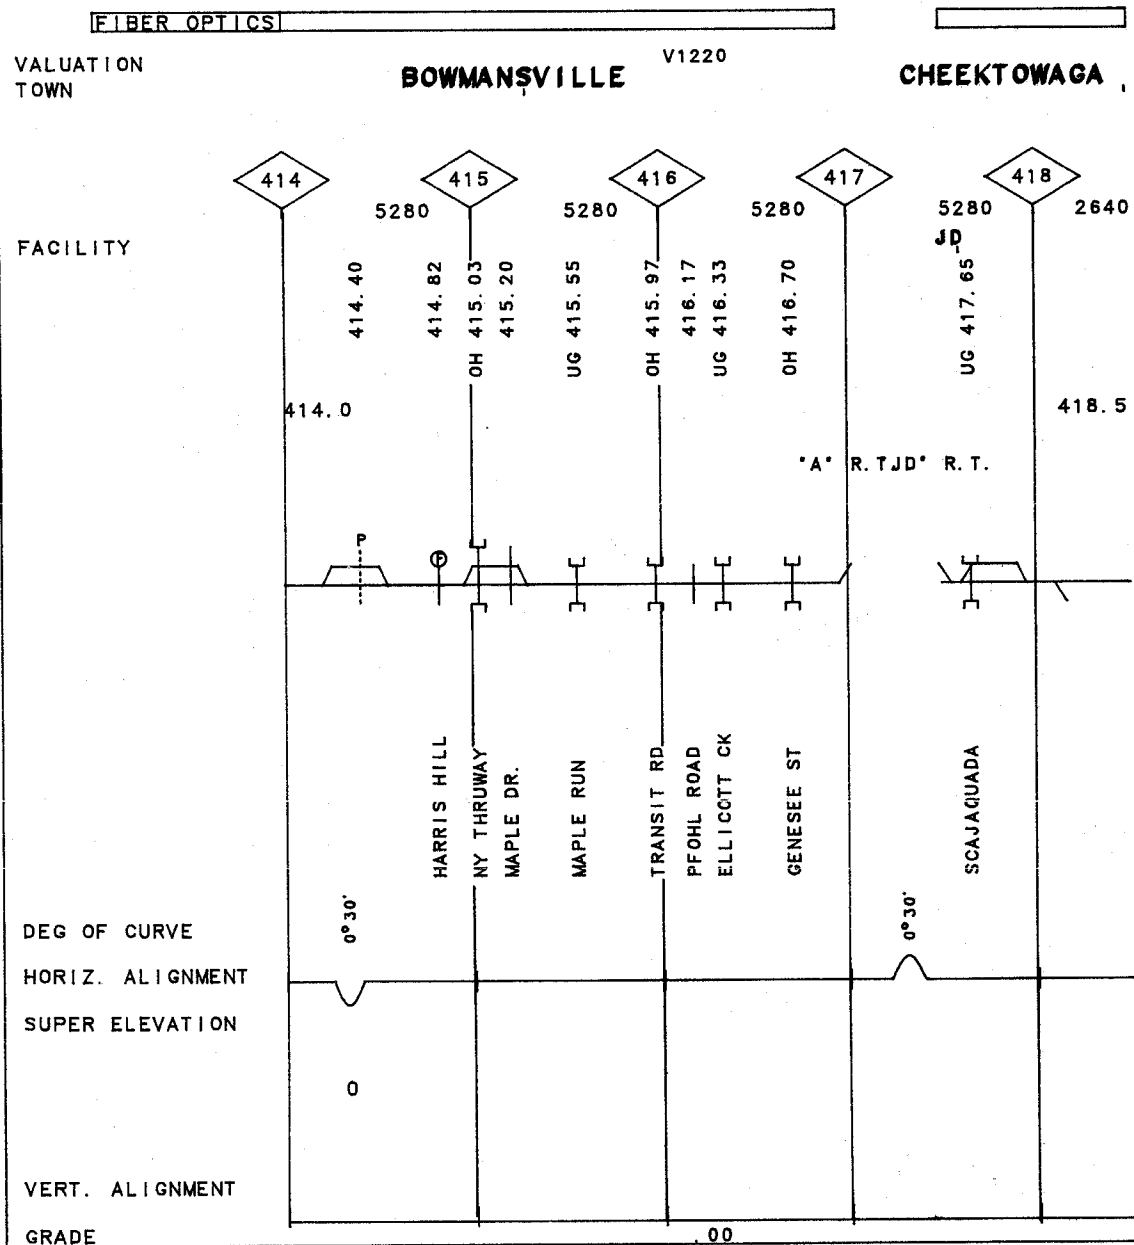 FIBER OPTICS
VALUATION V1220
TOWN BOWMANSVILLE CHEEKTOWAGA
414 415 416 417 418
5280 5280 5280 5280 2640
FACILITY JD
414.40
414.82
OH 415.03
415.20
UG 415.55
OH 415.97
416.17
UG 416.33
OH 416.70
UG 417.65
414.0 418.5
"A" R.TJD" R.T.
P
F
HARRIS HILL
NY THRUWAY
MAPLE DR.
MAPLE RUN
TRANSIT RD
PFOHL ROAD
ELLICOTT CK
GENESEE ST
SCAJAQUADA
DEG OF CURVE 0°30' 0°30'
HORIZ. ALIGNMENT
SUPER ELEVATION
0
VERT. ALIGNMENT
GRADE .00